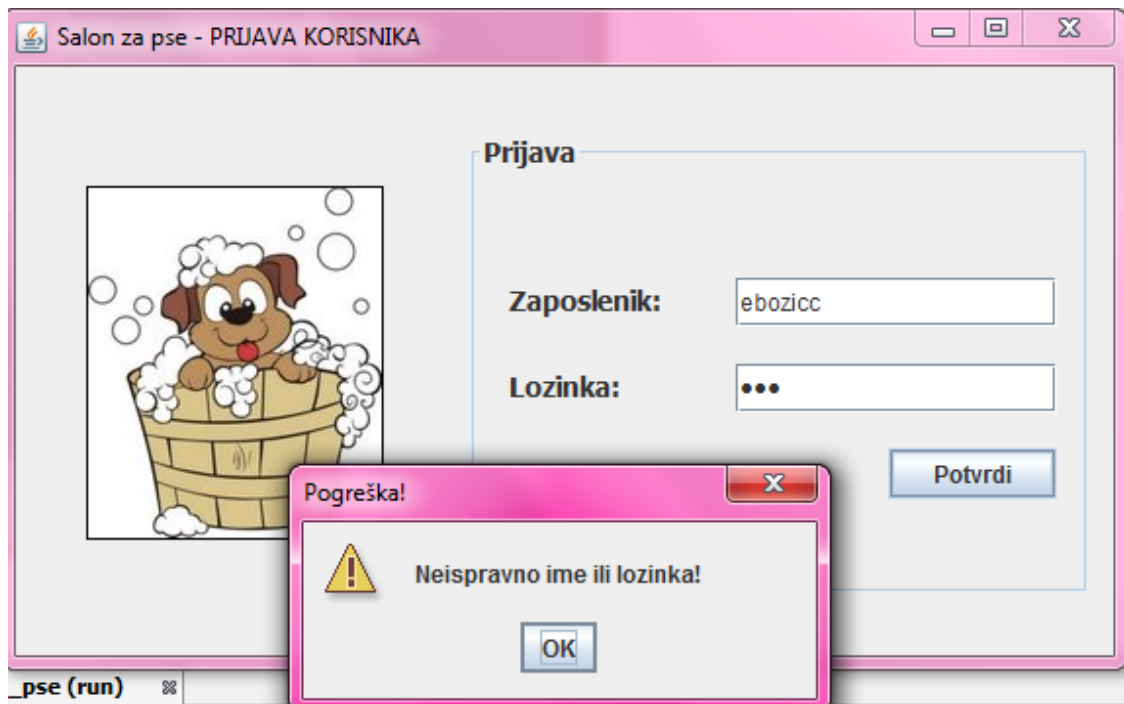 Salon za pse - PRIJAVA KORISNIKA
Prijava
Zaposlenik: ebozicc
Lozinka: •••
Potvrdi
Pogreška!
Neispravno ime ili lozinka!
OK
_pse (run)